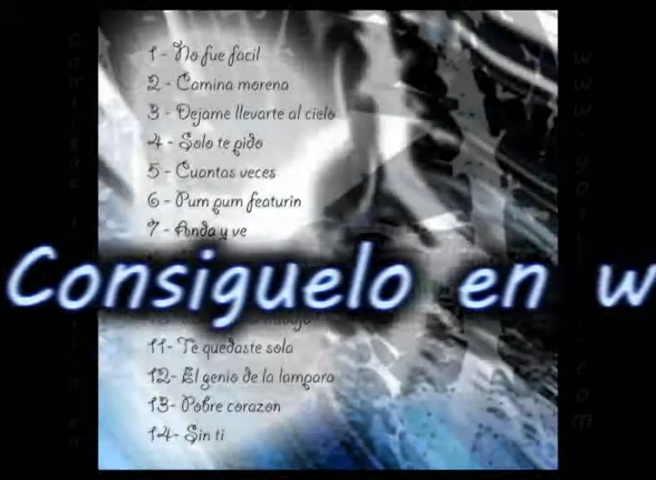 1 - No fue facil
2 - Camina morena
3 - Dejame llevarte al cielo
4 - Solo te pido
5 - Cuantas veces
6 - Pum pum featurin
7 - Anda y ve
Consiguelo en w
11- Te quedaste sola
12- El genio de la lampara
13- Pobre corazon
14- Sin ti